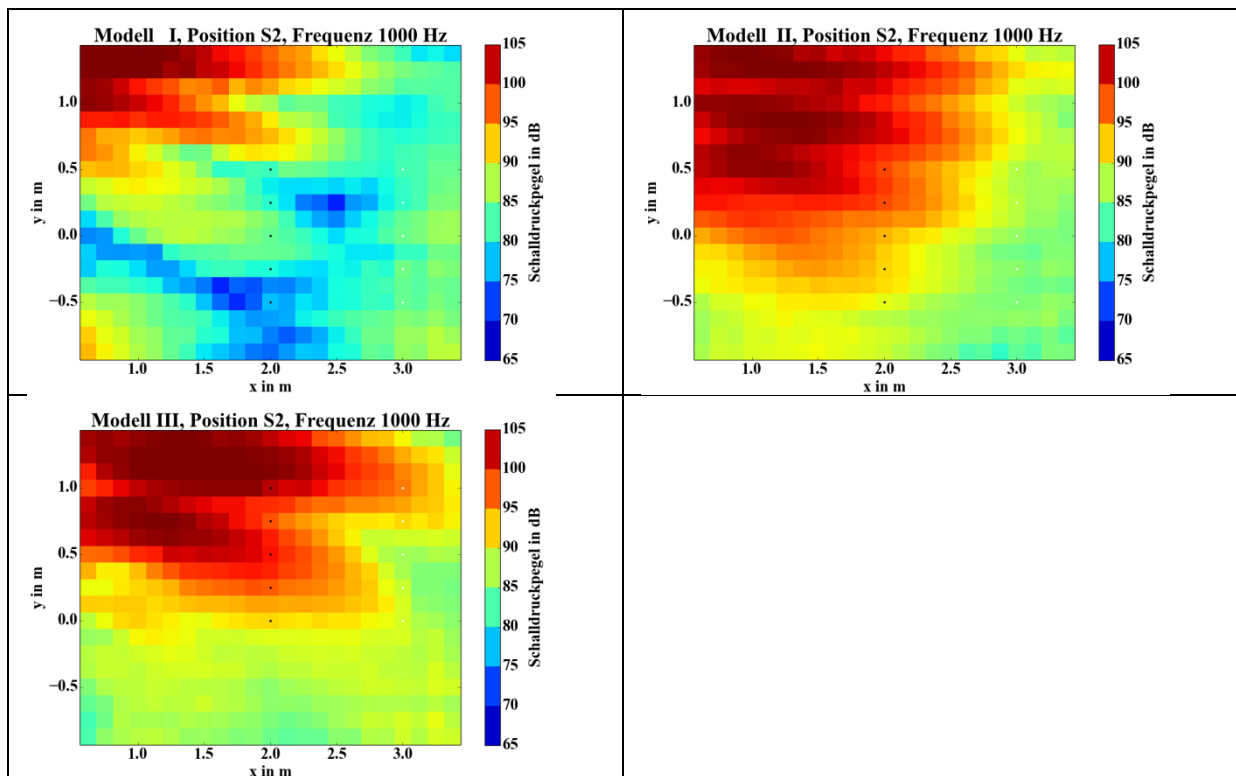 Modell I, Position S2, Frequenz 1000 Hz
105
100
95
90
85
80
75
70
65
Schalldruckpegel in dB
1.0
0.5
0.0
−0.5
y in m
1.0 1.5 2.0 2.5 3.0
x in m
Modell II, Position S2, Frequenz 1000 Hz
105
100
95
90
85
80
75
70
65
Schalldruckpegel in dB
1.0
0.5
0.0
−0.5
y in m
1.0 1.5 2.0 2.5 3.0
x in m
Modell III, Position S2, Frequenz 1000 Hz
105
100
95
90
85
80
75
70
65
Schalldruckpegel in dB
1.0
0.5
0.0
−0.5
y in m
1.0 1.5 2.0 2.5 3.0
x in m